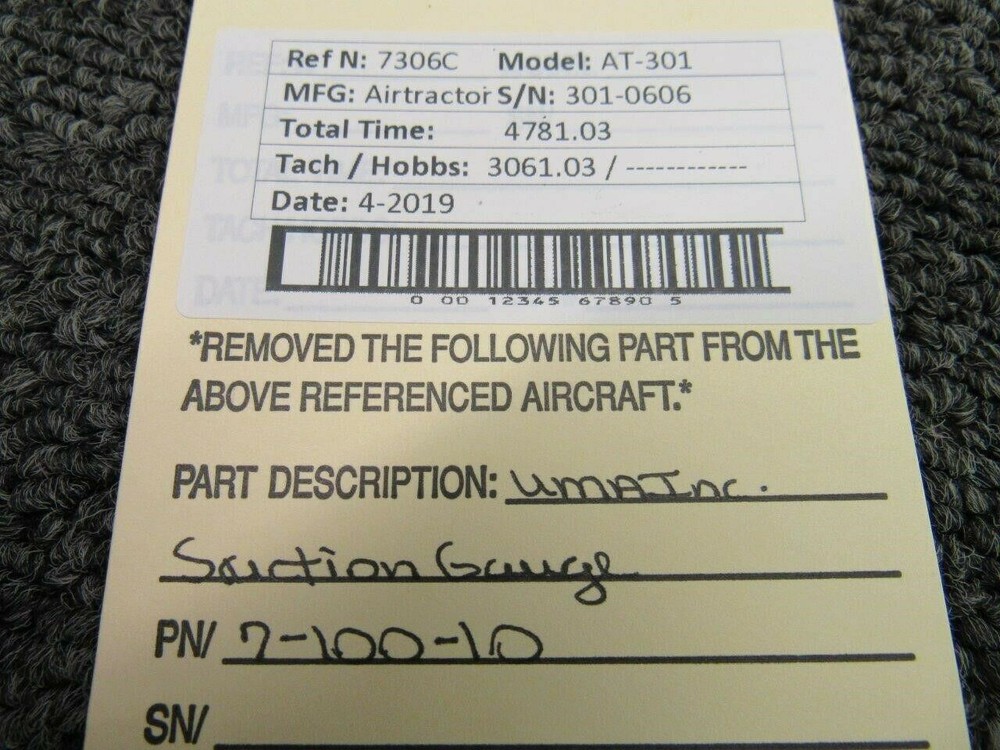 Ref N: 7306C Model: AT-301
MFG: Airtractor S/N: 301-0606
Total Time: 4781.03
Tach / Hobbs: 3061.03 / ------------
Date: 4-2019
0 00 12345 67890 5
*REMOVED THE FOLLOWING PART FROM THE
ABOVE REFERENCED AIRCRAFT.*
PART DESCRIPTION: UMA Inc.
Suction Gauge
PN/ 7-100-10
SN/